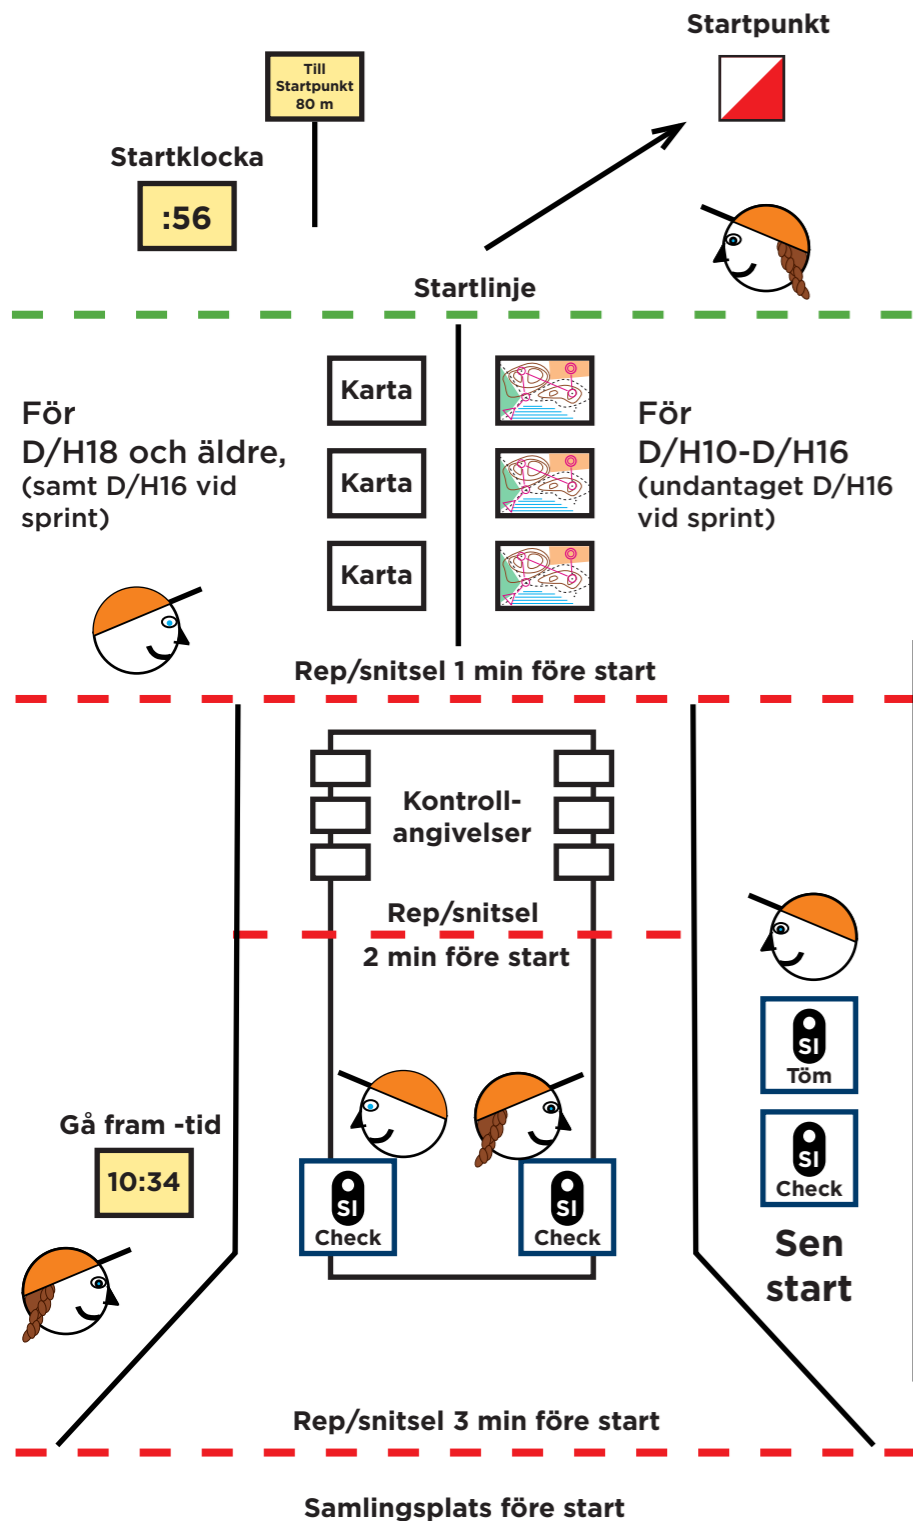 Startpunkt
Till
Startpunkt
80 m
Startklocka
:56
Startlinje
För
D/H18 och äldre,
(samt D/H16 vid
sprint)
Karta
Karta
Karta
För
D/H10-D/H16
(undantaget D/H16
vid sprint)
Rep/snitsel 1 min före start
Kontroll-
angivelser
Rep/snitsel
2 min före start
SI
Töm
SI
Check
Sen
start
Gå fram -tid
10:34
SI
Check
SI
Check
Rep/snitsel 3 min före start
Samlingsplats före start